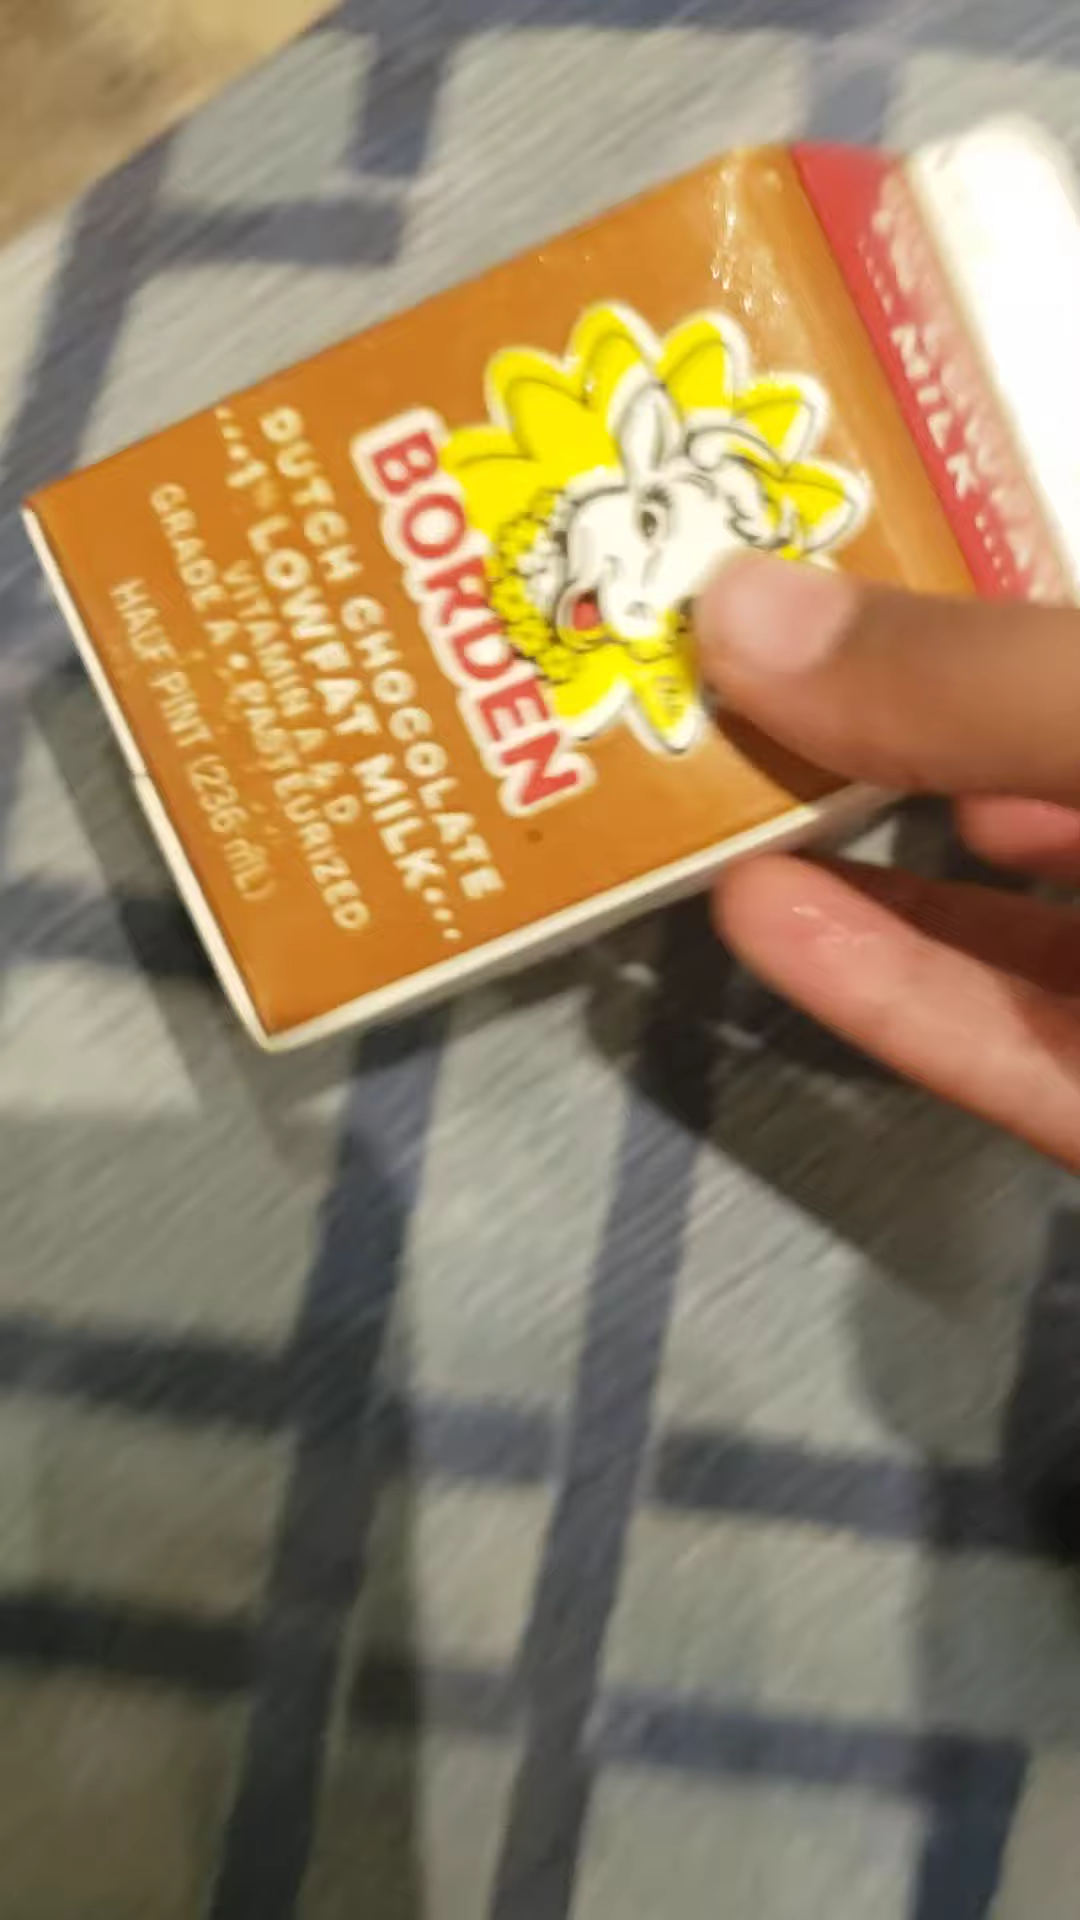 ...MILK...
BORDEN
DUTCH CHOCOLATE
...1% LOWFAT MILK...
VITAMIN A & D
GRADE A • PASTEURIZED
HALF PINT (236 mL)